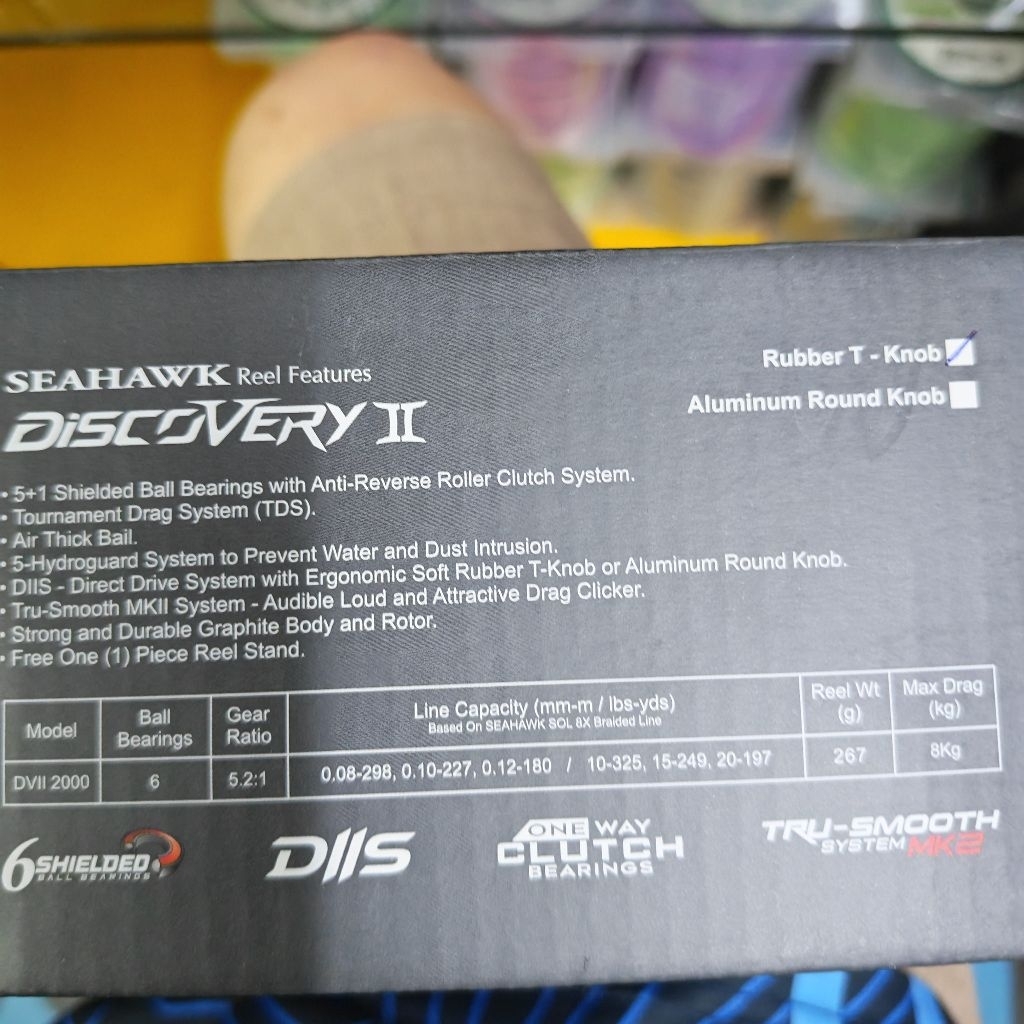 Rubber T - Knob
Aluminum Round Knob
SEAHAWK Reel Features
DiSCOVERY II
• 5+1 Shielded Ball Bearings with Anti-Reverse Roller Clutch System.
• Tournament Drag System (TDS).
• Air Thick Bail.
• 5-Hydroguard System to Prevent Water and Dust Intrusion.
• DIIS - Direct Drive System with Ergonomic Soft Rubber T-Knob or Aluminum Round Knob.
• Tru-Smooth MKII System - Audible Loud and Attractive Drag Clicker.
• Strong and Durable Graphite Body and Rotor.
• Free One (1) Piece Reel Stand.
Model Ball Bearings Gear Ratio Line Capacity (mm-m / lbs-yds) Based On SEAHAWK SOL 8X Braided Line Reel Wt (g) Max Drag (kg)
DVII 2000 6 5.2:1 0.08-298, 0.10-227, 0.12-180 / 10-325, 15-249, 20-197 267 8Kg
6 SHIELDED
BALL BEARINGS
DIIS
ONE WAY
CLUTCH
BEARINGS
TRU-SMOOTH
SYSTEM MK2